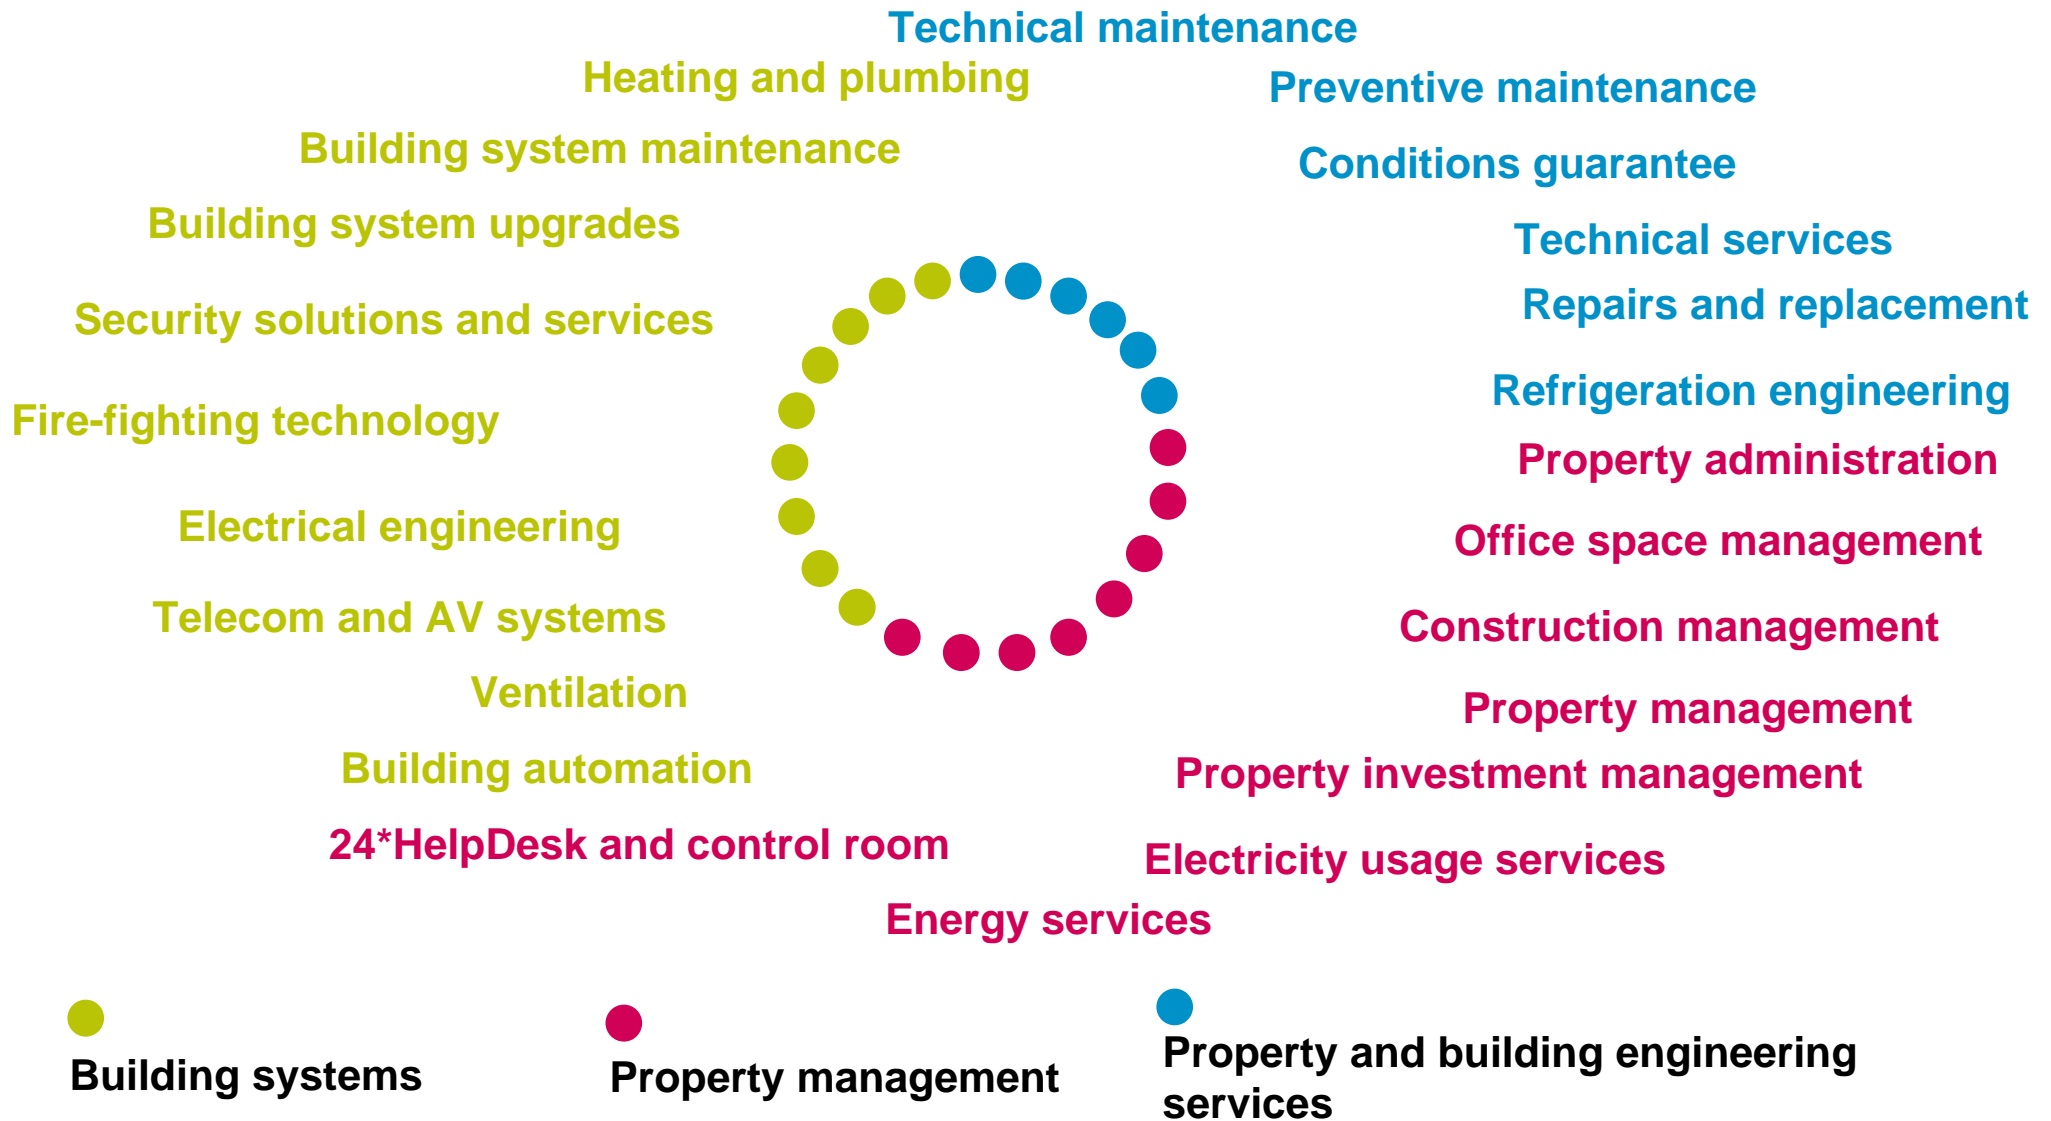 Technical maintenance
Heating and plumbing
Preventive maintenance
Building system maintenance
Conditions guarantee
Building system upgrades
Technical services
Security solutions and services
Repairs and replacement
Fire-fighting technology
Refrigeration engineering
Property administration
Electrical engineering
Office space management
Telecom and AV systems
Construction management
Ventilation
Property management
Building automation
Property investment management
24*HelpDesk and control room
Electricity usage services
Energy services
Building systems
Property management
Property and building engineering
services